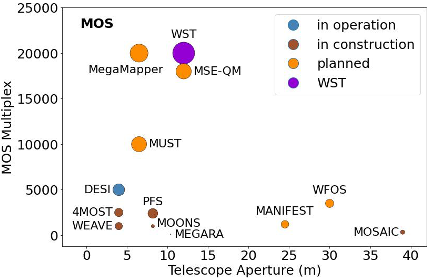 MOS
25000
20000
15000
10000
5000
0
MOS Multiplex
0 5 10 15 20 25 30 35 40
Telescope Aperture (m)
WST
MegaMapper
MSE-QM
MUST
DESI
4MOST
PFS
WEAVE
MOONS
MEGARA
MANIFEST
WFOS
MOSAIC
in operation
in construction
planned
WST